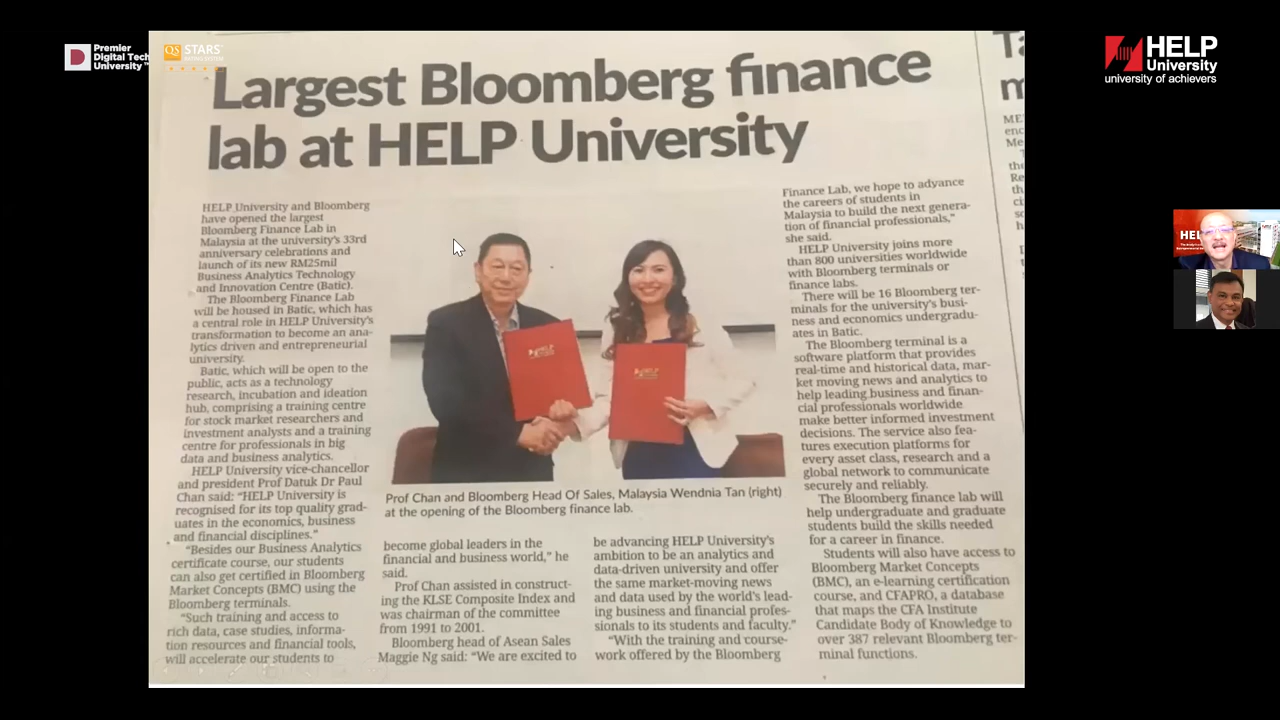 Premier
Digital Tech
University™
QS STARS
RATING SYSTEM
HELP
University
university of achievers
Largest Bloomberg finance
lab at HELP University
HELP University and Bloomberg
have opened the largest
Bloomberg Finance Lab in
Malaysia at the university's 33rd
anniversary celebrations and
launch of its new RM25mil
Business Analytics Technology
and Innovation Centre (Batic).
The Bloomberg Finance Lab
will be housed in Batic, which has
a central role in HELP University's
transformation to become an ana-
lytics driven and entrepreneurial
university.
Batic, which will be open to the
public, acts as a technology
research, incubation and ideation
hub, comprising a training centre
for stock market researchers and
investment analysts and a training
centre for professionals in big
data and business analytics.
HELP University vice-chancellor
and president Prof Datuk Dr Paul
Chan said: "HELP University is
recognised for its top quality grad-
uates in the economics, business
and financial disciplines."
"Besides our Business Analytics
certificate course, our students
can also get certified in Bloomberg
Market Concepts (BMC) using the
Bloomberg terminals.
"Such training and access to
rich data, case studies, informa-
tion resources and financial tools,
will accelerate our students to
HELP
HELP
Prof Chan and Bloomberg Head Of Sales, Malaysia Wendnia Tan (right)
at the opening of the Bloomberg finance lab.
become global leaders in the
financial and business world," he
said.
Prof Chan assisted in construct-
ing the KLSE Composite Index and
was chairman of the committee
from 1991 to 2001.
Bloomberg head of Asean Sales
Maggie Ng said: "We are excited to
be advancing HELP University's
ambition to be an analytics and
data-driven university and offer
the same market-moving news
and data used by the world's lead-
ing business and financial profes-
sionals to its students and faculty."
"With the training and course-
work offered by the Bloomberg
Finance Lab, we hope to advance
the careers of students in
Malaysia to build the next genera-
tion of financial professionals,"
she said.
HELP University joins more
than 800 universities worldwide
with Bloomberg terminals or
finance labs.
There will be 16 Bloomberg ter-
minals for the university's busi-
ness and economics undergradu-
ates in Batic.
The Bloomberg terminal is a
software platform that provides
real-time and historical data, mar-
ket moving news and analytics to
help leading business and finan-
cial professionals worldwide
make better informed investment
decisions. The service also fea-
tures execution platforms for
every asset class, research and a
global network to communicate
securely and reliably.
The Bloomberg finance lab will
help undergraduate and graduate
students build the skills needed
for a career in finance.
Students will also have access to
Bloomberg Market Concepts
(BMC), an e-learning certification
course, and CFAPRO, a database
that maps the CFA Institute
Candidate Body of Knowledge to
over 387 relevant Bloomberg ter-
minal functions.